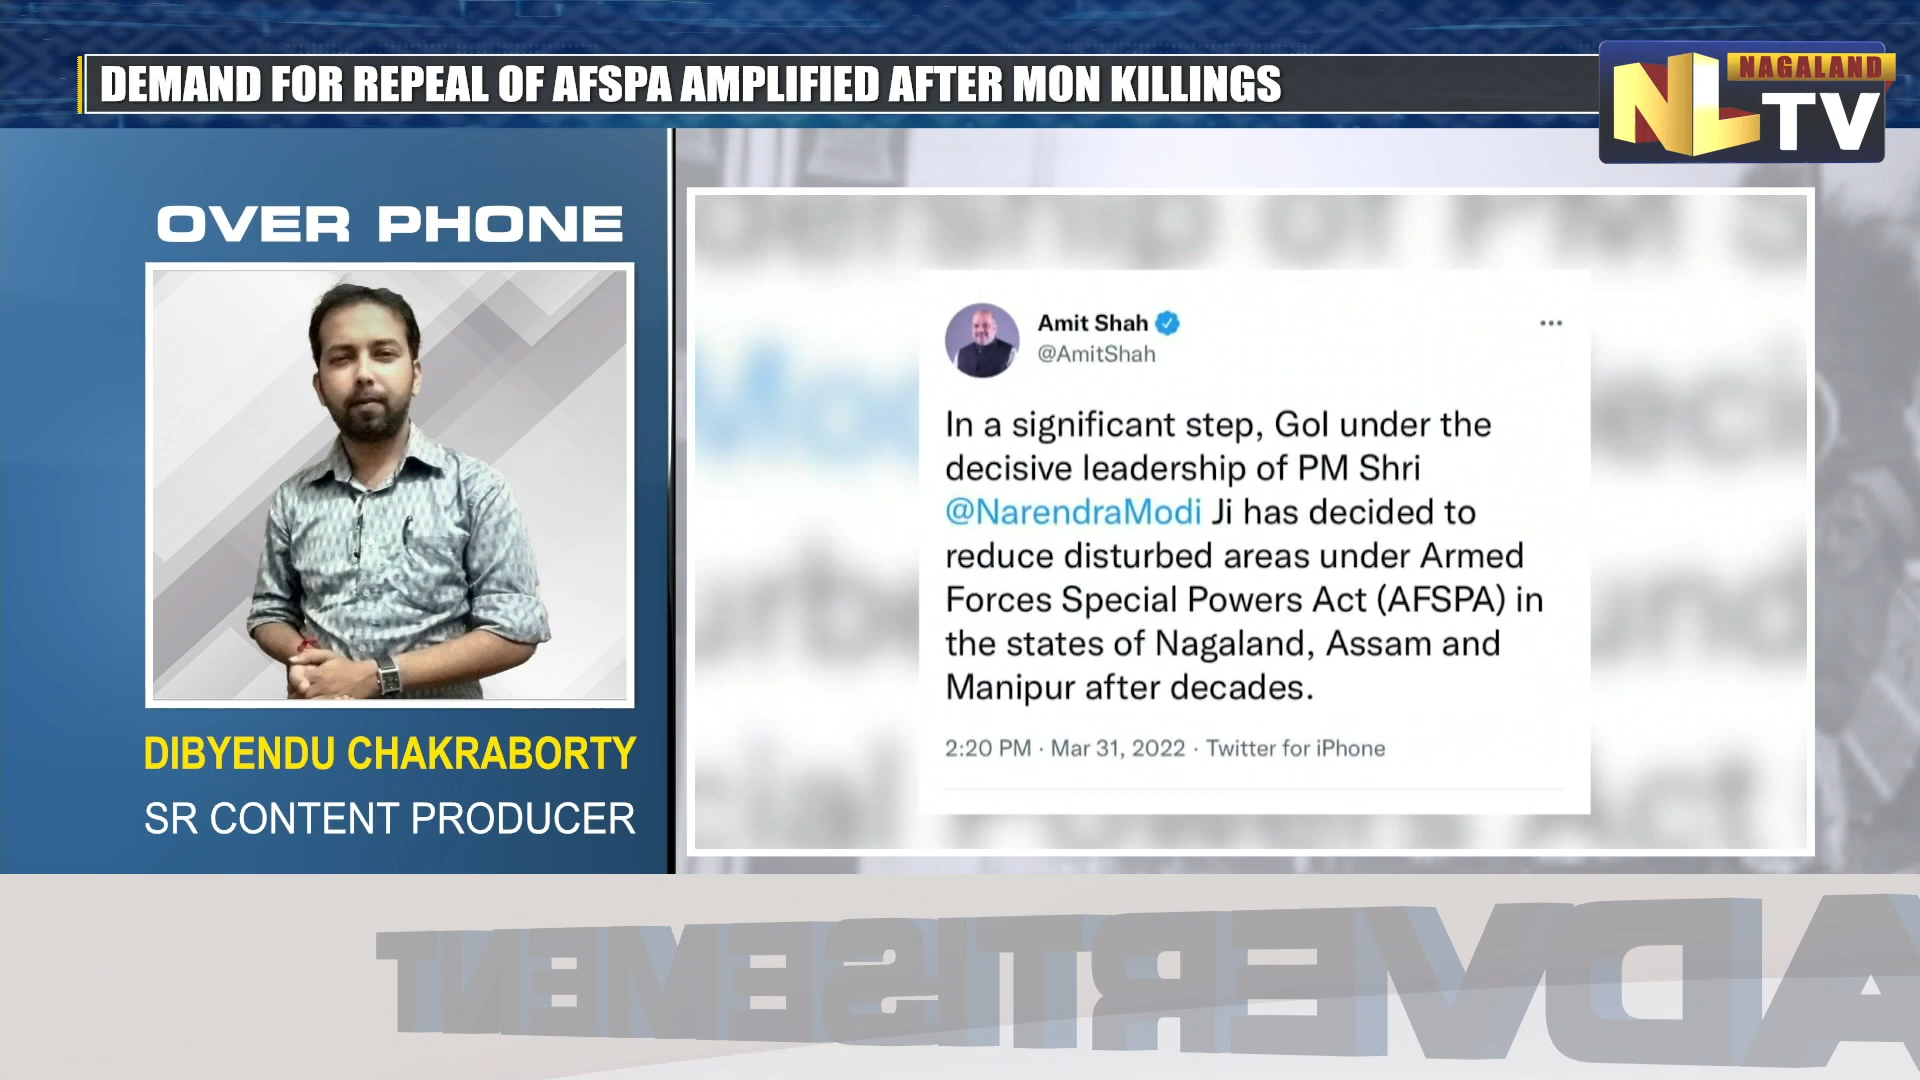 DEMAND FOR REPEAL OF AFSPA AMPLIFIED AFTER MON KILLINGS
NAGALAND
NL TV
OVER PHONE
DIBYENDU CHAKRABORTY
SR CONTENT PRODUCER
Amit Shah
@AmitShah
In a significant step, GoI under the
decisive leadership of PM Shri
@NarendraModi Ji has decided to
reduce disturbed areas under Armed
Forces Special Powers Act (AFSPA) in
the states of Nagaland, Assam and
Manipur after decades.
2:20 PM · Mar 31, 2022 · Twitter for iPhone
ADVERTISEMENT